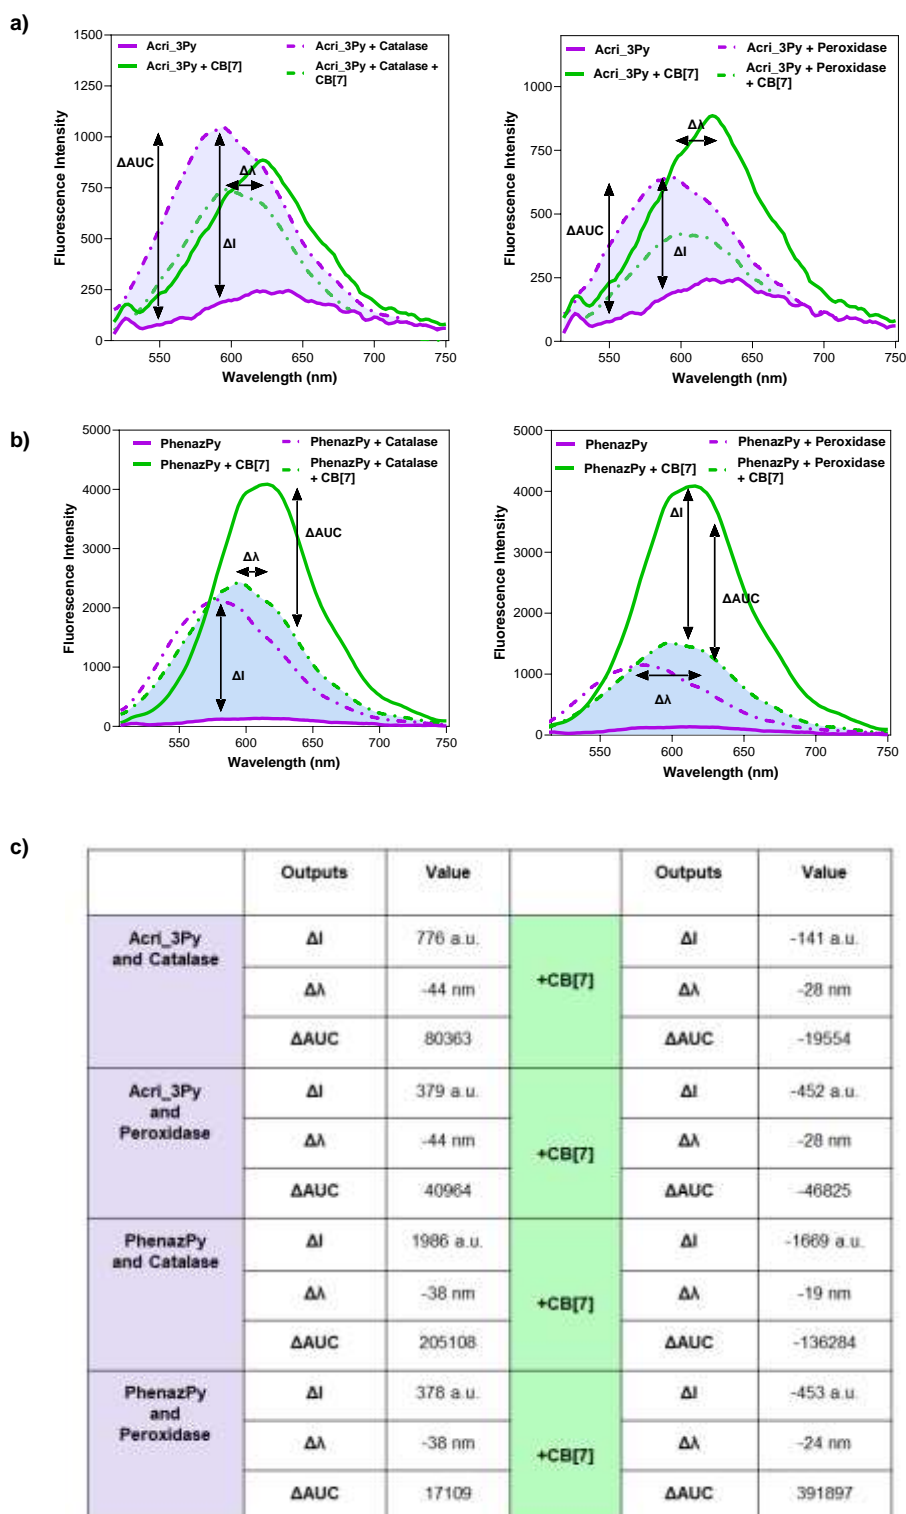 a)
1500
1250
1000
750
500
250
0
550
600
650
700
750
Fluorescence Intensity
Wavelength (nm)
Acri_3Py
Acri_3Py + CB[7]
Acri_3Py + Catalase
Acri_3Py + Catalase +
CB[7]
ΔAUC
Δλ
ΔI
1000
750
500
250
0
550
600
650
700
750
Fluorescence Intensity
Wavelength (nm)
Acri_3Py
Acri_3Py + CB[7]
Acri_3Py + Peroxidase
Acri_3Py + Peroxidase
+ CB[7]
Δλ
ΔAUC
ΔI
b)
5000
4000
3000
2000
1000
0
550
600
650
700
750
Fluorescence Intensity
Wavelength (nm)
PhenazPy
PhenazPy + CB[7]
PhenazPy + Catalase
PhenazPy + Catalase
+ CB[7]
ΔAUC
Δλ
ΔI
5000
4000
3000
2000
1000
0
550
600
650
700
750
Fluorescence Intensity
Wavelength (nm)
PhenazPy
PhenazPy + CB[7]
PhenazPy + Peroxidase
PhenazPy + Peroxidase
+ CB[7]
ΔI
ΔAUC
Δλ
c)
Outputs Value Outputs Value
Acri_3Py
and Catalase
ΔI 776 a.u. ΔI -141 a.u.
+CB[7]
Δλ -44 nm Δλ -28 nm
ΔAUC 80363 ΔAUC -19554
Acri_3Py
and
Peroxidase
ΔI 379 a.u. ΔI -452 a.u.
+CB[7]
Δλ -44 nm Δλ -28 nm
ΔAUC 40964 ΔAUC -46825
PhenazPy
and Catalase
ΔI 1986 a.u. ΔI -1669 a.u.
+CB[7]
Δλ -38 nm Δλ -19 nm
ΔAUC 205108 ΔAUC -136284
PhenazPy
and
Peroxidase
ΔI 378 a.u. ΔI -453 a.u.
+CB[7]
Δλ -38 nm Δλ -24 nm
ΔAUC 17109 ΔAUC 391897